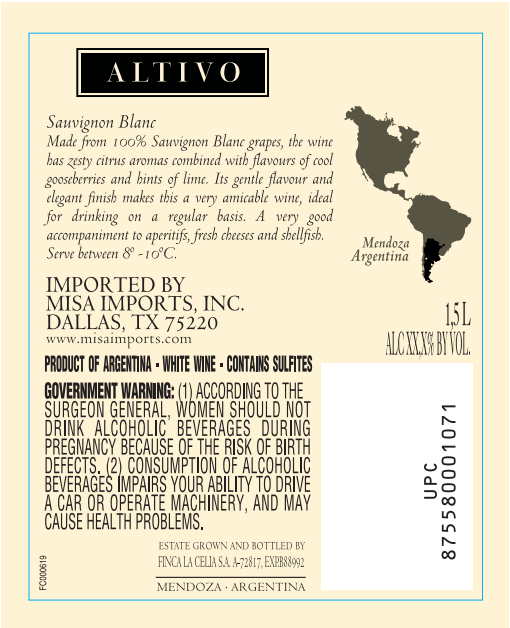 ALTIVO
Sauvignon Blanc
Made from 100% Sauvignon Blanc grapes, the wine
has zesty citrus aromas combined with flavours of cool
gooseberries and hints of lime. Its gentle flavour and
elegant finish makes this a very amicable wine, ideal
for drinking on a regular basis. A very good
accompaniment to aperitifs, fresh cheeses and shellfish.
Serve between 8° -10°C.
Mendoza
Argentina
IMPORTED BY
MISA IMPORTS, INC.
DALLAS, TX 75220
www.misaimports.com
1,5 L
ALC XX,X% BY VOL.
PRODUCT OF ARGENTINA - WHITE WINE - CONTAINS SULFITES
GOVERNMENT WARNING: (1) ACCORDING TO THE
SURGEON GENERAL, WOMEN SHOULD NOT
DRINK ALCOHOLIC BEVERAGES DURING
PREGNANCY BECAUSE OF THE RISK OF BIRTH
DEFECTS. (2) CONSUMPTION OF ALCOHOLIC
BEVERAGES IMPAIRS YOUR ABILITY TO DRIVE
A CAR OR OPERATE MACHINERY, AND MAY
CAUSE HEALTH PROBLEMS.
UPC
875580001071
ESTATE GROWN AND BOTTLED BY
FINCA LA CELIA S.A. A-72817, EXP.B88992
MENDOZA · ARGENTINA
FC000619